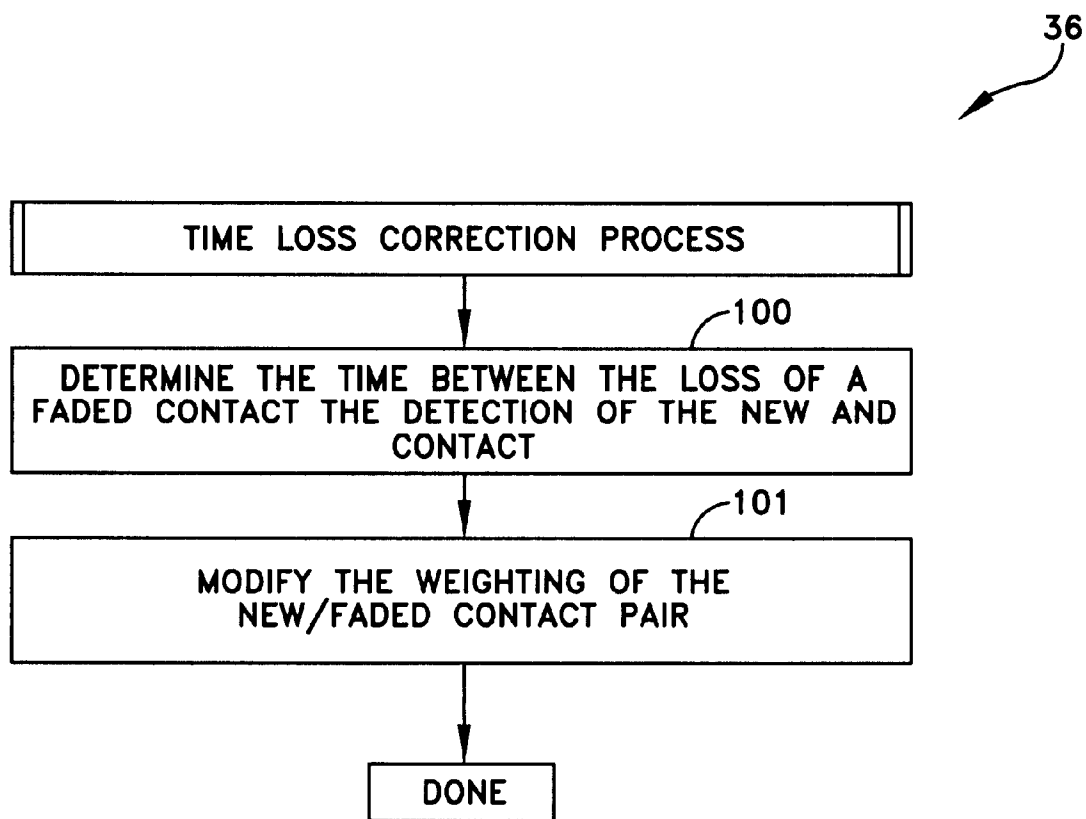 36
TIME LOSS CORRECTION PROCESS
100
DETERMINE THE TIME BETWEEN THE LOSS OF A
FADED CONTACT THE DETECTION OF THE NEW AND
CONTACT
101
MODIFY THE WEIGHTING OF THE
NEW/FADED CONTACT PAIR
DONE